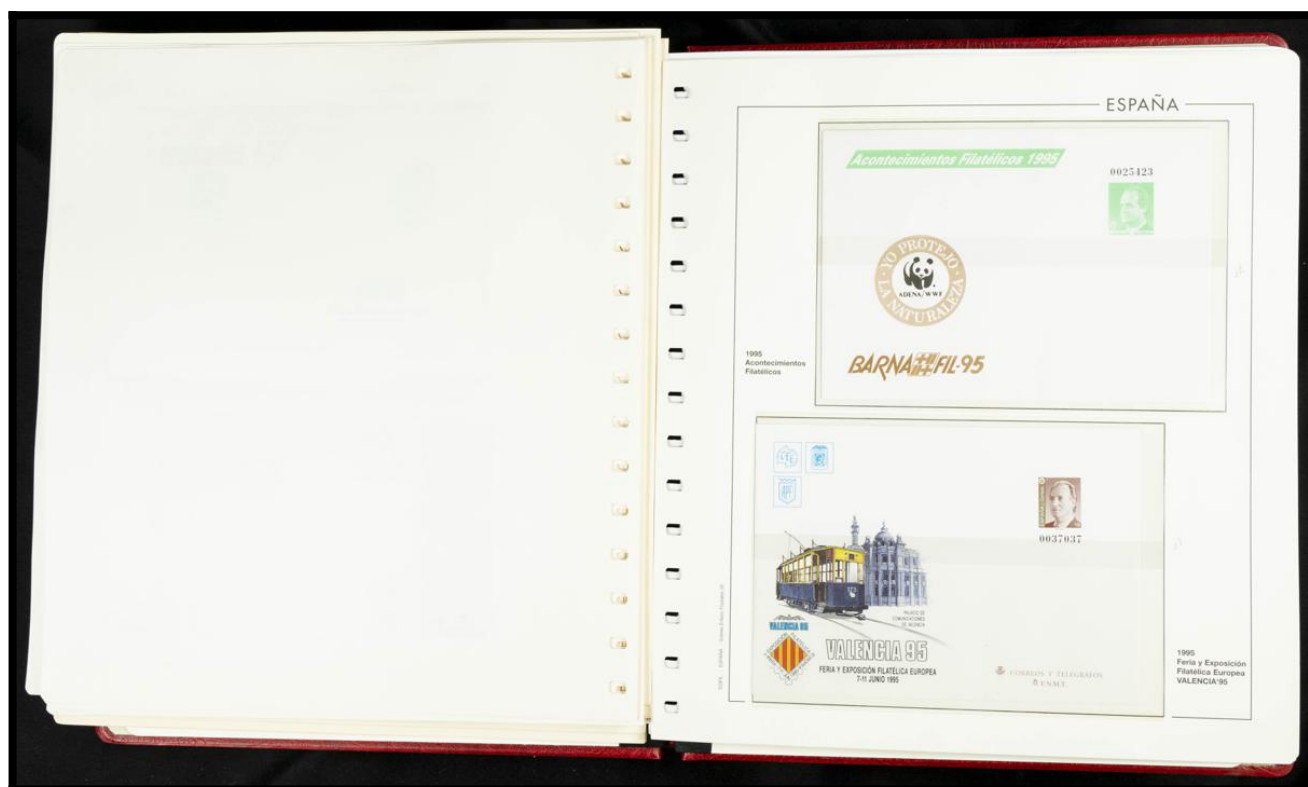 ESPAÑA
Acontecimientos Filatélicos 1995
0025423
YO PROTEJO
ADENA/WWF
LA NATURALEZA
BARNAFIL-95
1995
Acontecimientos
Filatélicos
0037037
PALACIO DE
COMUNICACIONES
DE VALENCIA
VALENCIA 95
VALENCIA 95
FERIA Y EXPOSICIÓN FILATÉLICA EUROPEA
7-11 JUNIO 1995
CORREOS Y TELEGRAFOS
F.N.M.T.
1995
Feria y Exposición
Filatélica Europea
VALENCIA'95